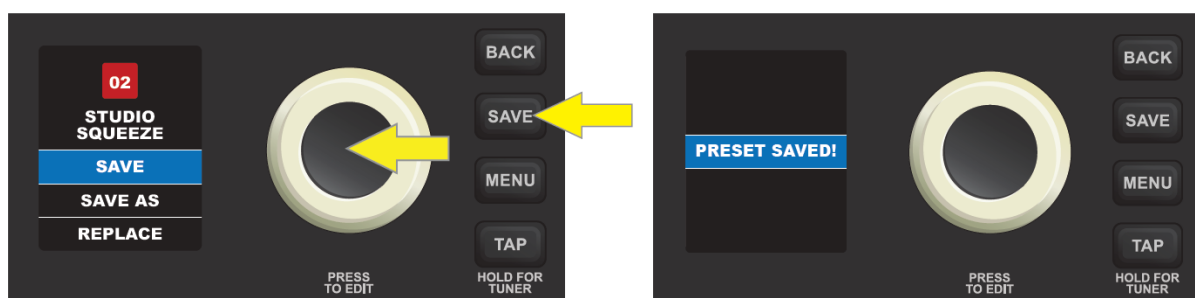 02
STUDIO
SQUEEZE
SAVE
SAVE AS
REPLACE
PRESS
TO EDIT
BACK
SAVE
MENU
TAP
HOLD FOR
TUNER
PRESET SAVED!
PRESS
TO EDIT
BACK
SAVE
MENU
TAP
HOLD FOR
TUNER